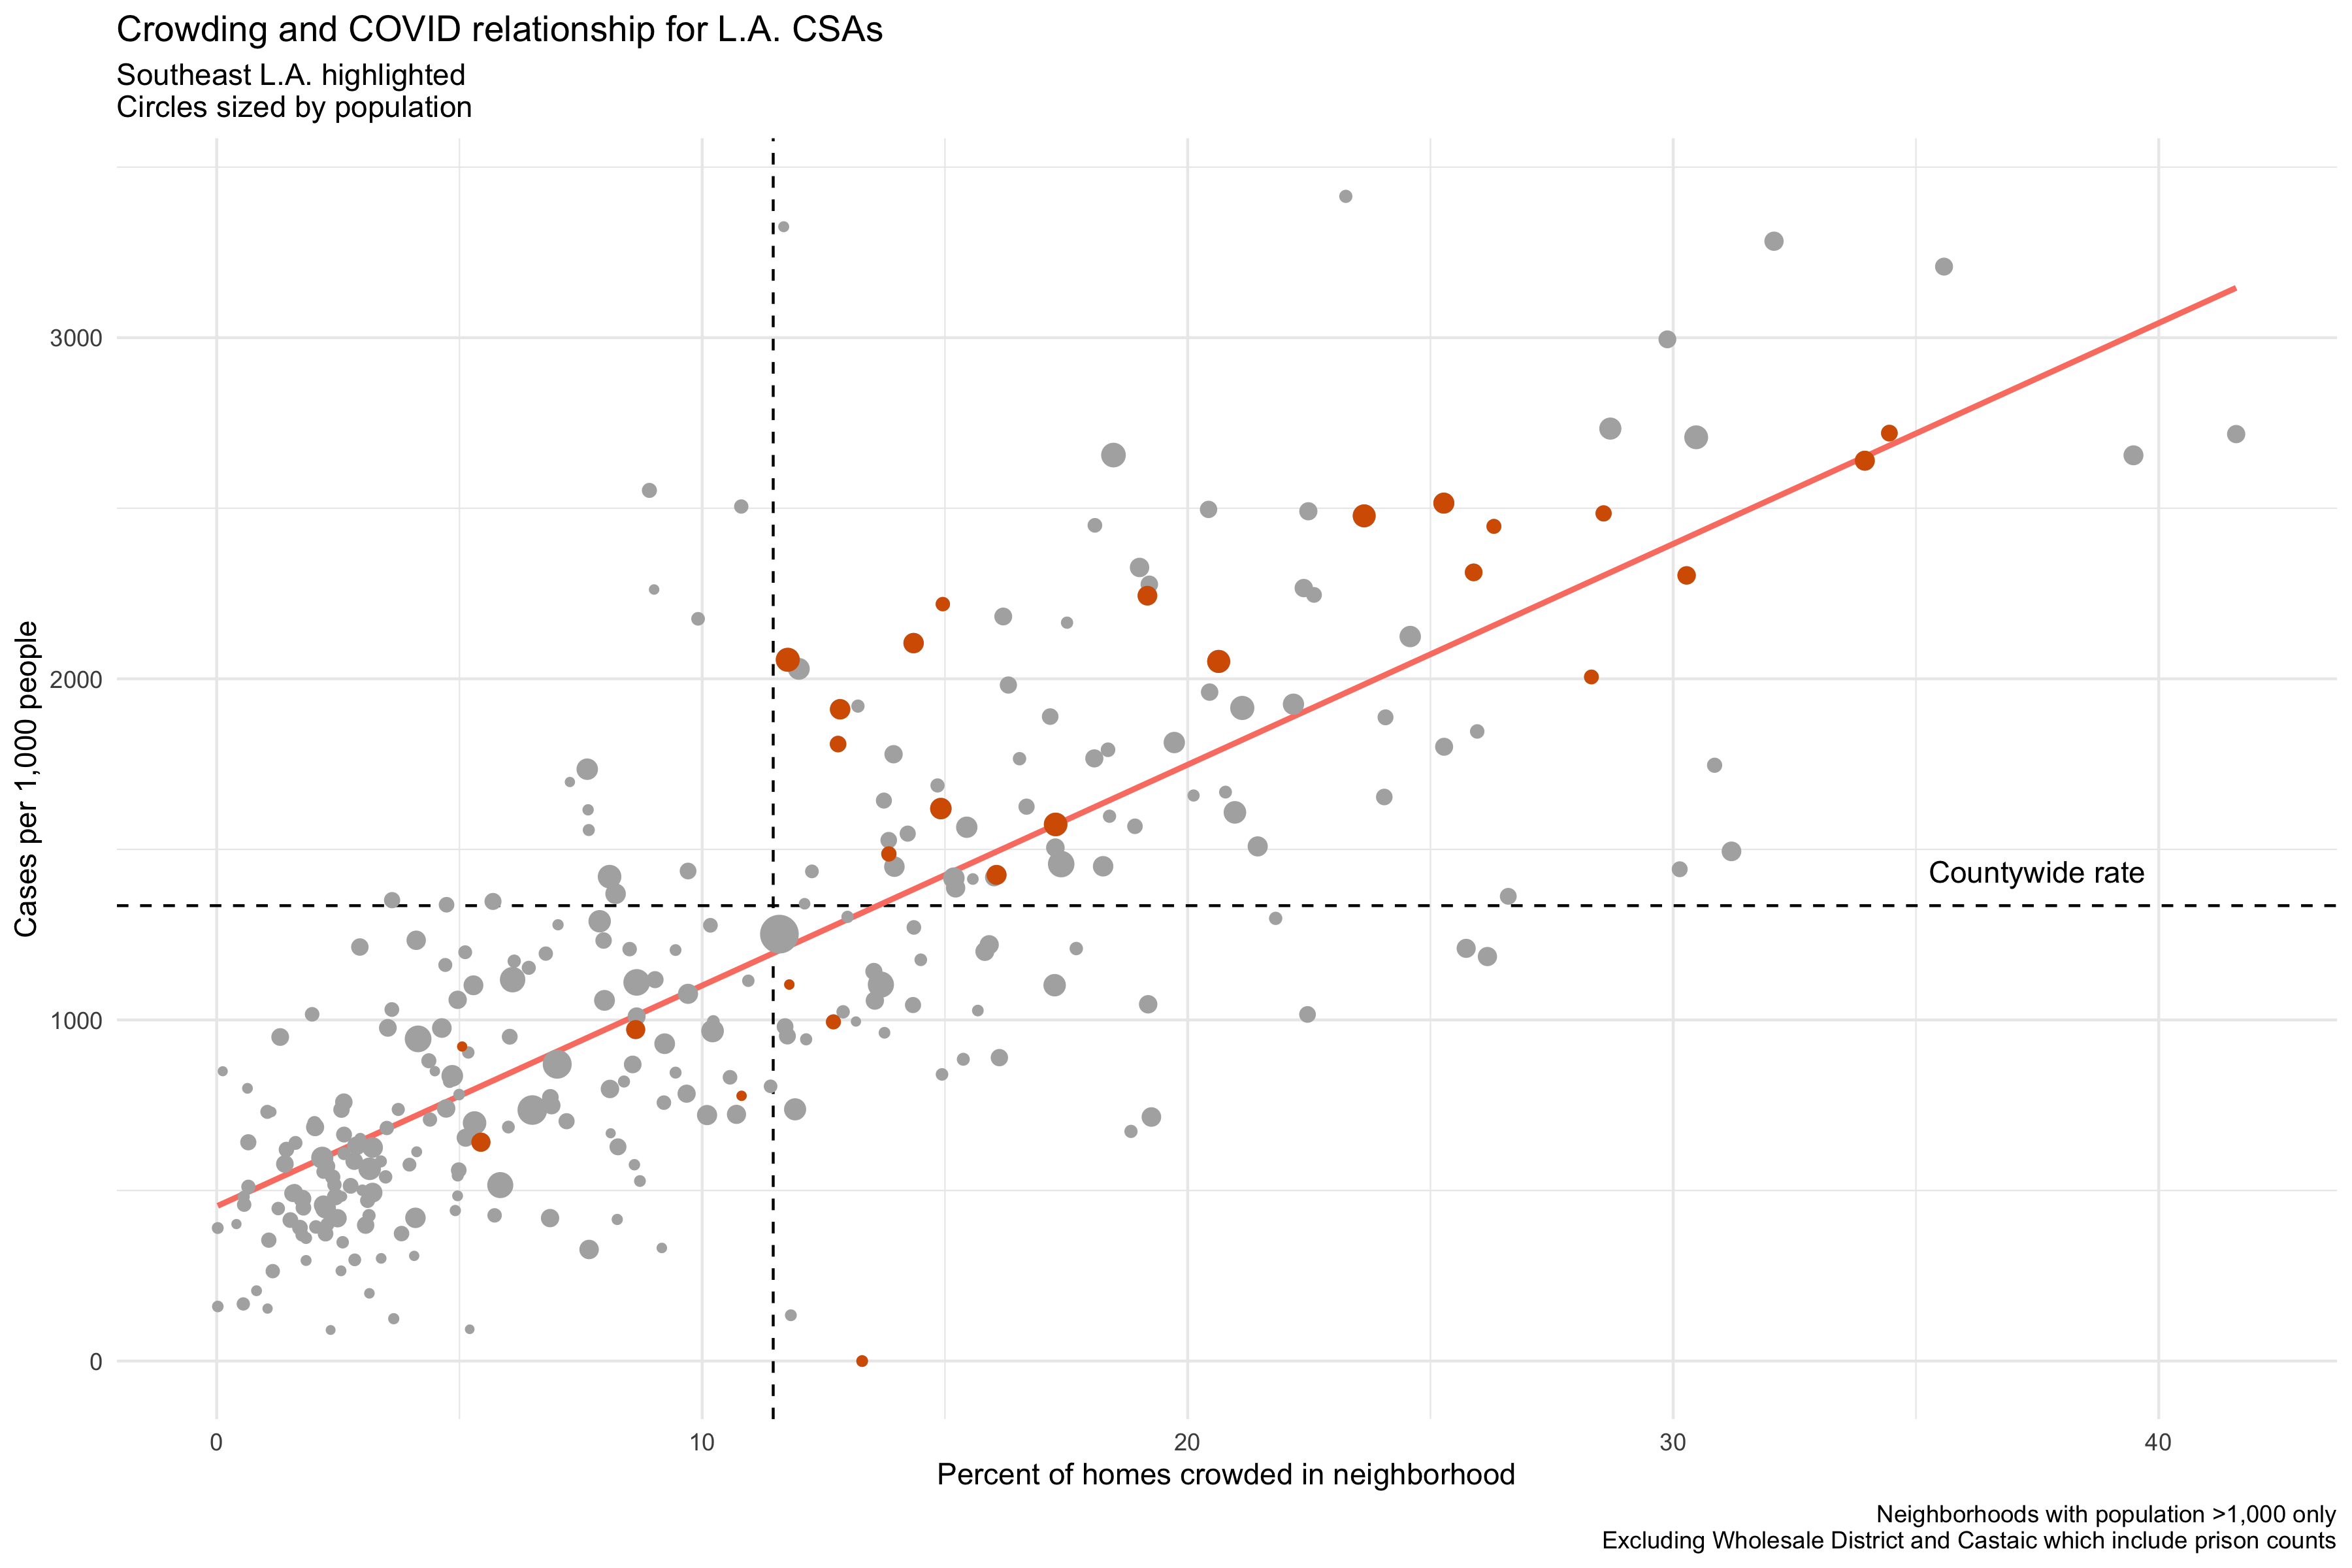 Crowding and COVID relationship for L.A. CSAs
Southeast L.A. highlighted
Circles sized by population
Cases per 1,000 people
3000
2000
1000
0
Countywide rate
0
10
20
30
40
Percent of homes crowded in neighborhood
Neighborhoods with population >1,000 only
Excluding Wholesale District and Castaic which include prison counts